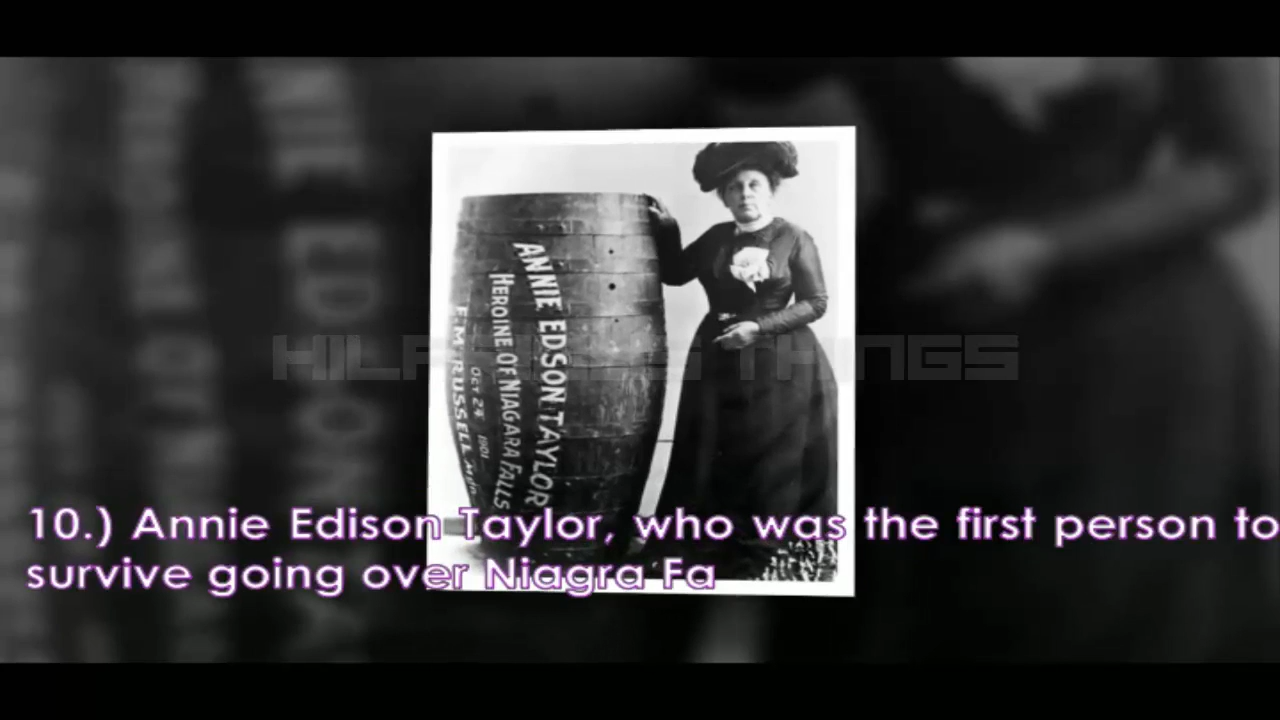 ANNIE EDSON TAYLOR
HEROINE OF NIAGARA FALLS
OCT 24 1901
F.M. RUSSELL
THINGS
10.) Annie Edison Taylor, who was the first person to
survive going over Niagra Fa